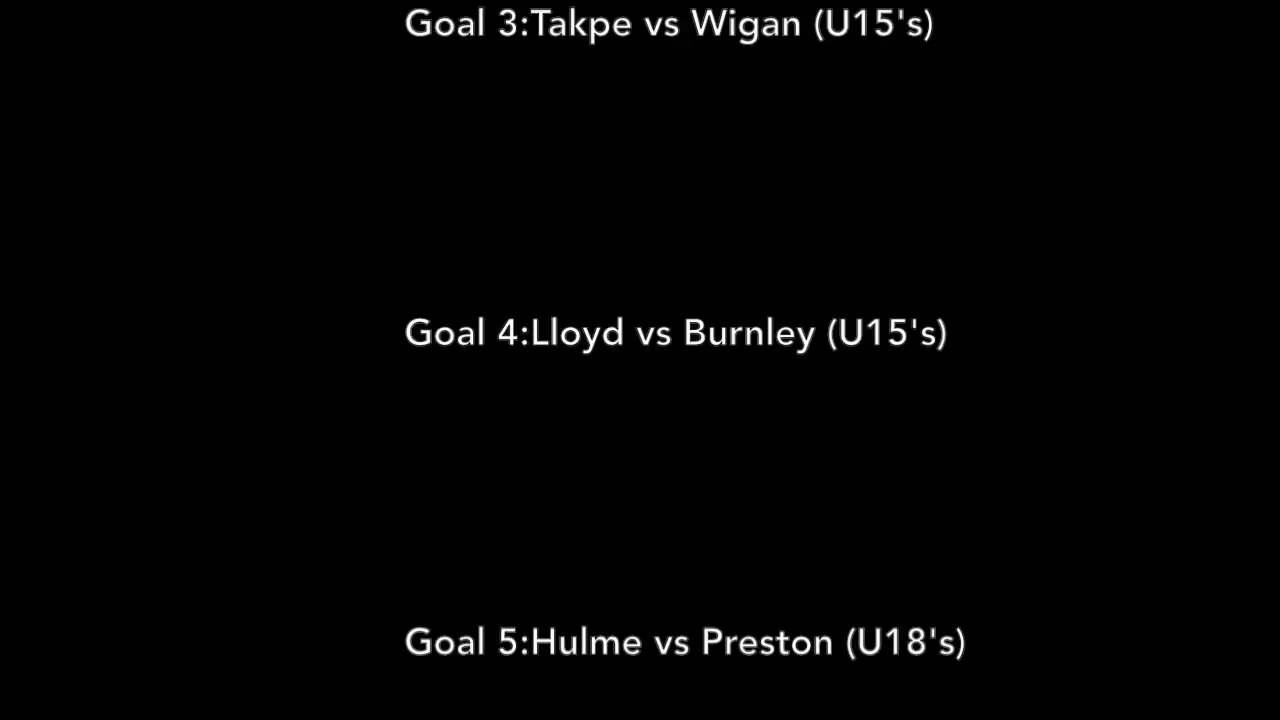 Goal 3:Takpe vs Wigan (U15's)
Goal 4:Lloyd vs Burnley (U15's)
Goal 5:Hulme vs Preston (U18's)